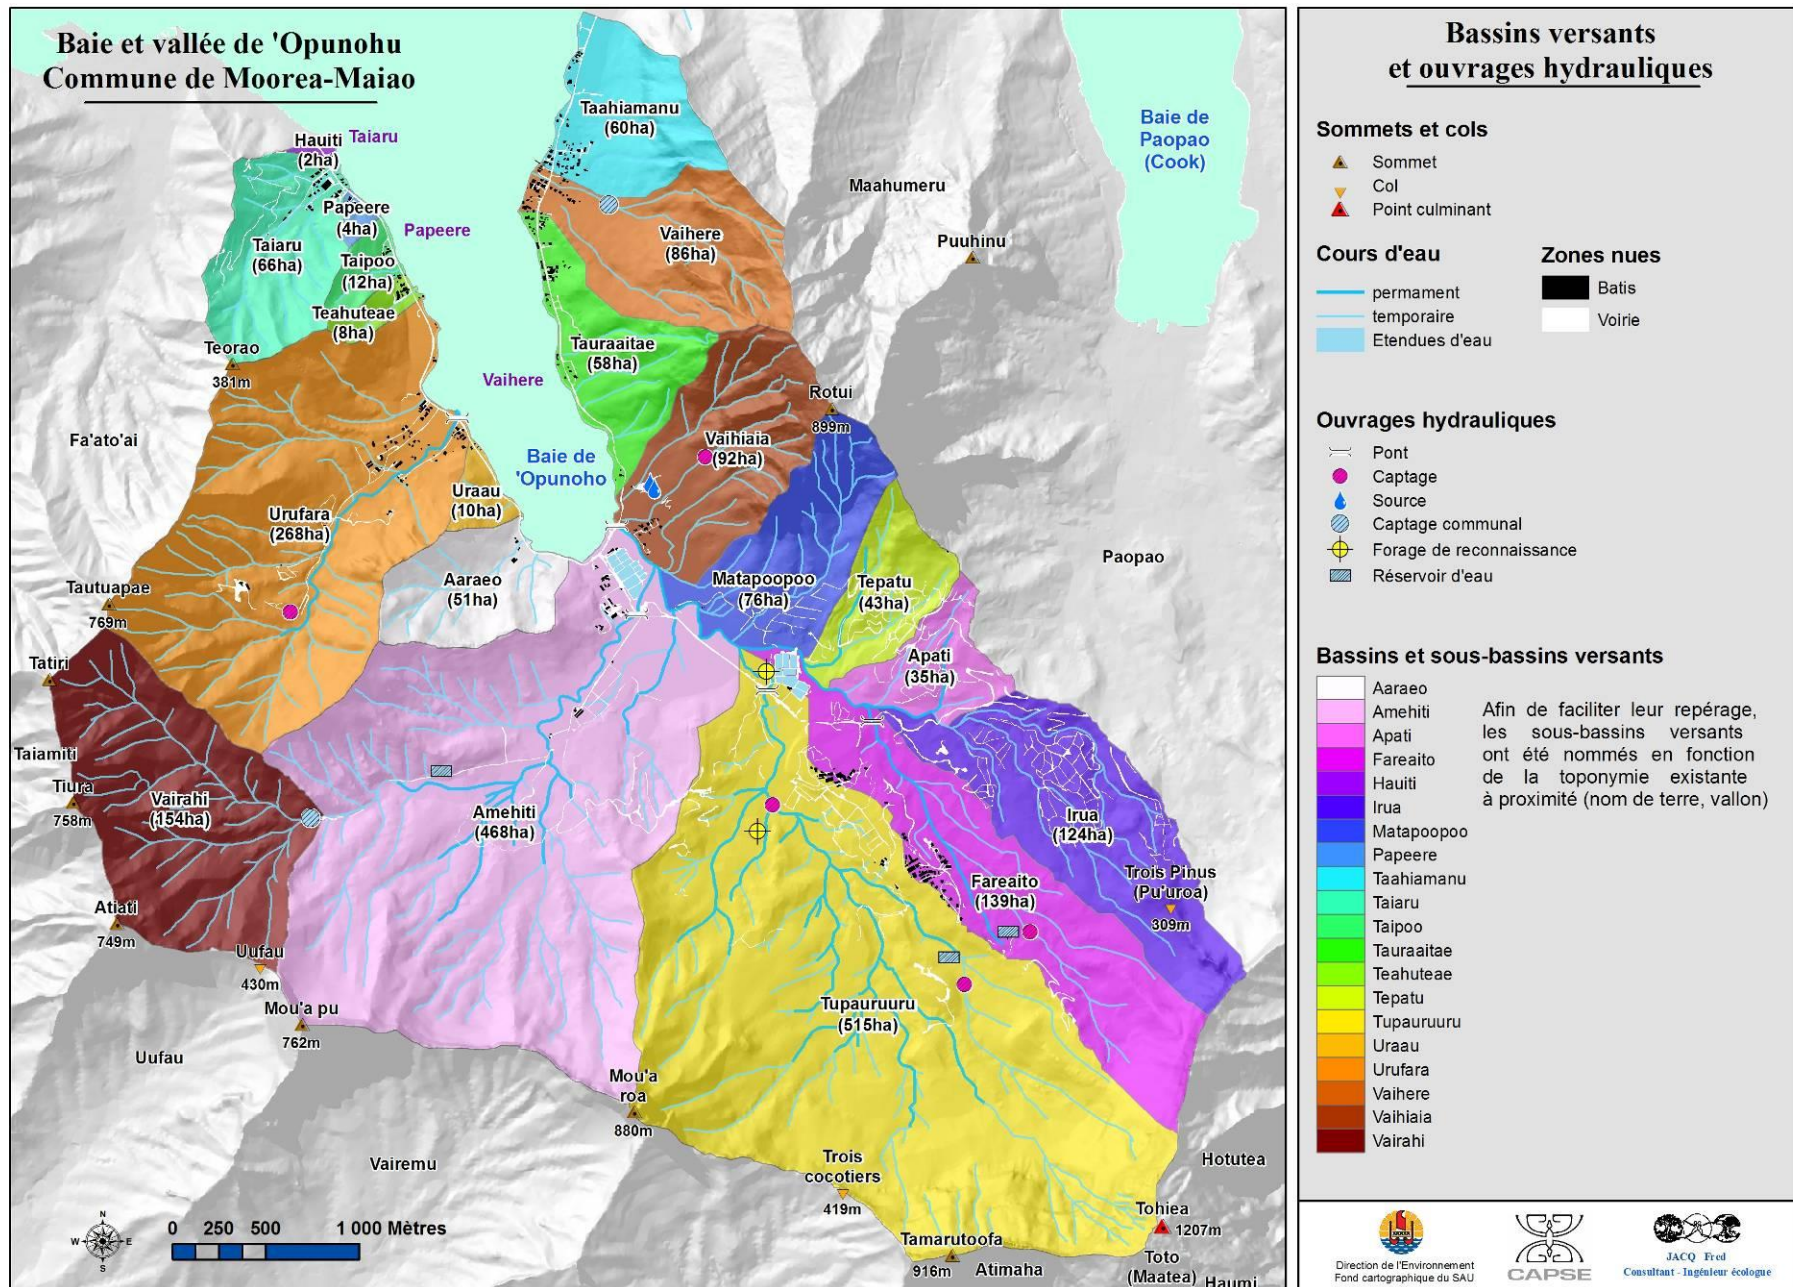 Baie et vallée de 'Opunohu
Commune de Moorea-Maiao
Taahiamanu
(60ha)
Baie de
Paopao
(Cook)
Hauiti
(2ha)
Taiaru
Maahumeru
Papeere
(4ha)
Papeere
Taiaru
(66ha)
Taipoo
(12ha)
Vaihere
(86ha)
Puuhinu
Teahuteae
(8ha)
Teorao
381m
Tauraaitae
(58ha)
Vaihere
Rotui
899m
Fa'ato'ai
Vaihiaia
(92ha)
Baie de
'Opunoho
Uraau
(10ha)
Urufara
(268ha)
Paopao
Aaraeo
(51ha)
Matapoopoo
(76ha)
Tepatu
(43ha)
Tautuapae
769m
Tatiri
Apati
(35ha)
Taiamiti
Tiura
758m
Vairahi
(154ha)
Amehiti
(468ha)
Irua
(124ha)
Trois Pinus
(Pu'uroa)
309m
Fareaito
(139ha)
Atiati
749m
Uufau
430m
Mou'a pu
762m
Tupauruuru
(515ha)
Uufau
Mou'a
roa
880m
Vairemu
Trois
cocotiers
419m
Hotutea
Tohiea
1207m
Tamarutoofa
916m
Atimaha
Toto
(Maatea)
Haumi
N
W
E
S
0 250 500 1 000 Mètres
Bassins versants
et ouvrages hydrauliques
Sommets et cols
Sommet
Col
Point culminant
Cours d'eau
permament
temporaire
Etendues d'eau
Zones nues
Batis
Voirie
Ouvrages hydrauliques
Pont
Captage
Source
Captage communal
Forage de reconnaissance
Réservoir d'eau
Bassins et sous-bassins versants
Aaraeo
Amehiti
Apati
Fareaito
Hauiti
Irua
Matapoopoo
Papeere
Taahiamanu
Taiaru
Taipoo
Tauraaitae
Teahuteae
Tepatu
Tupauruuru
Uraau
Urufara
Vaihere
Vaihiaia
Vairahi
Afin de faciliter leur repérage,
les sous-bassins versants
ont été nommés en fonction
de la toponymie existante
à proximité (nom de terre, vallon)
Direction de l'Environnement
Fond cartographique du SAU
CAPSE
JACQ Fred
Consultant - Ingénieur écologue